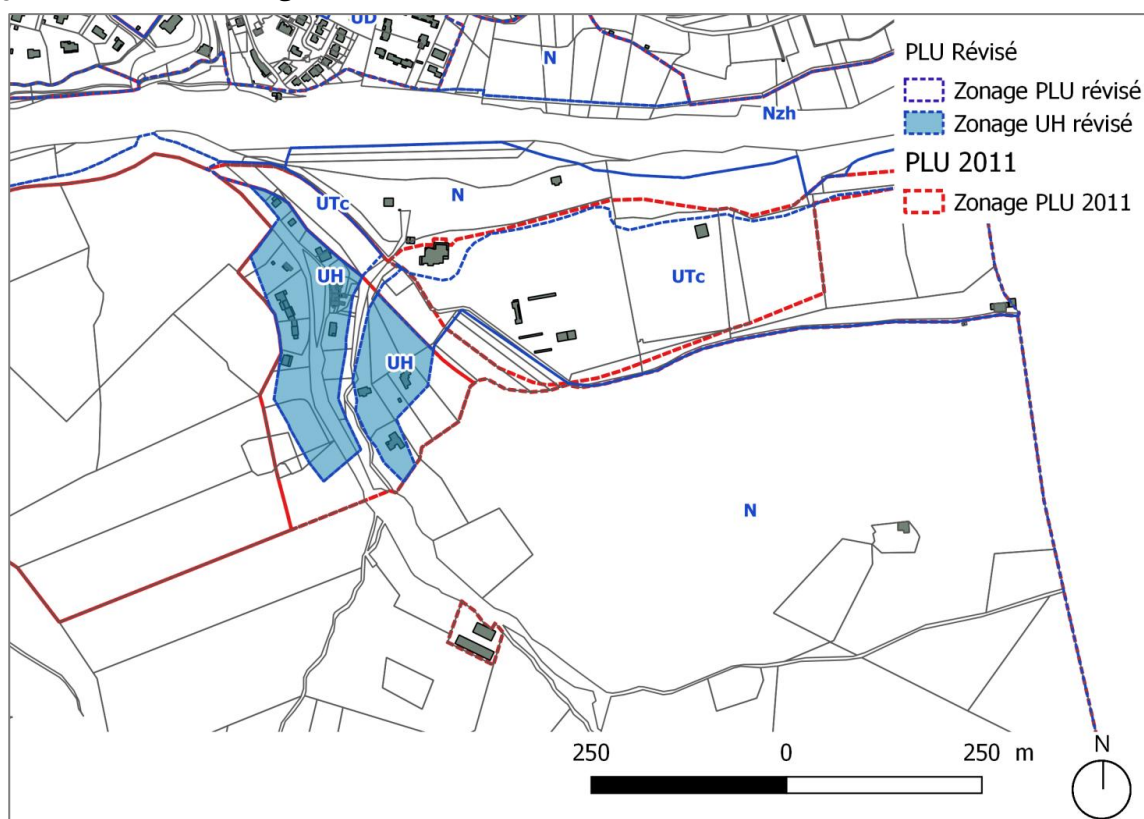 UD
N
Nzh
PLU Révisé
Zonage PLU révisé
Zonage UH révisé
PLU 2011
Zonage PLU 2011
UTc
N
UH
UTc
UH
N
250 0 250 m
N